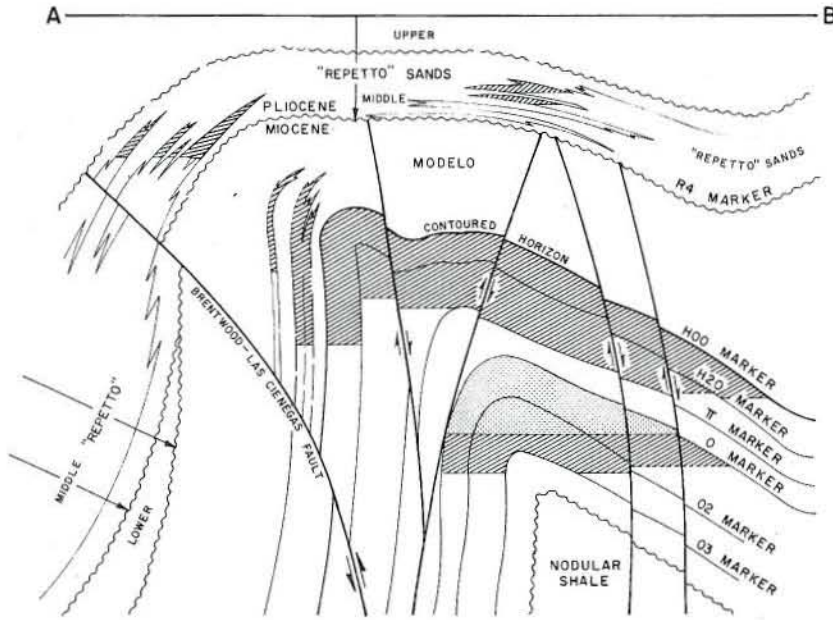 A
B
UPPER
"REPETTO" SANDS
PLIOCENE
MIDDLE
MIOCENE
"REPETTO" SANDS
MODELO
R4 MARKER
CONTOURED HORIZON
BRENTWOOD-LAS CIENEGAS FAULT
H00 MARKER
H20 MARKER
π MARKER
O MARKER
MIDDLE "REPETTO"
LOWER
O2 MARKER
O3 MARKER
NODULAR
SHALE